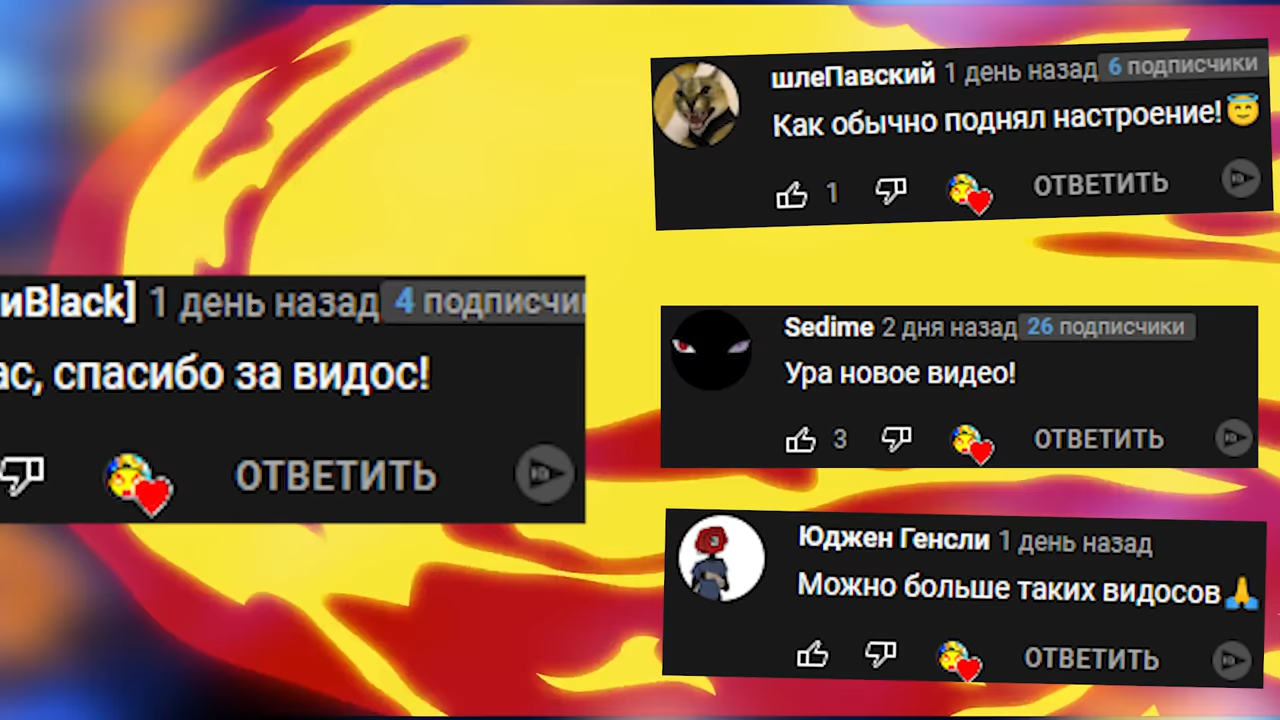 иBlack] 1 день назад 4 подписчи
ас, спасибо за видос!
ОТВЕТИТЬ
шлеПавский 1 день назад 6 подписчики
Как обычно поднял настроение!😇
1 ОТВЕТИТЬ
Sedime 2 дня назад 26 подписчики
Ура новое видео!
3 ОТВЕТИТЬ
Юджен Генсли 1 день назад
Можно больше таких видосов🙏
ОТВЕТИТЬ